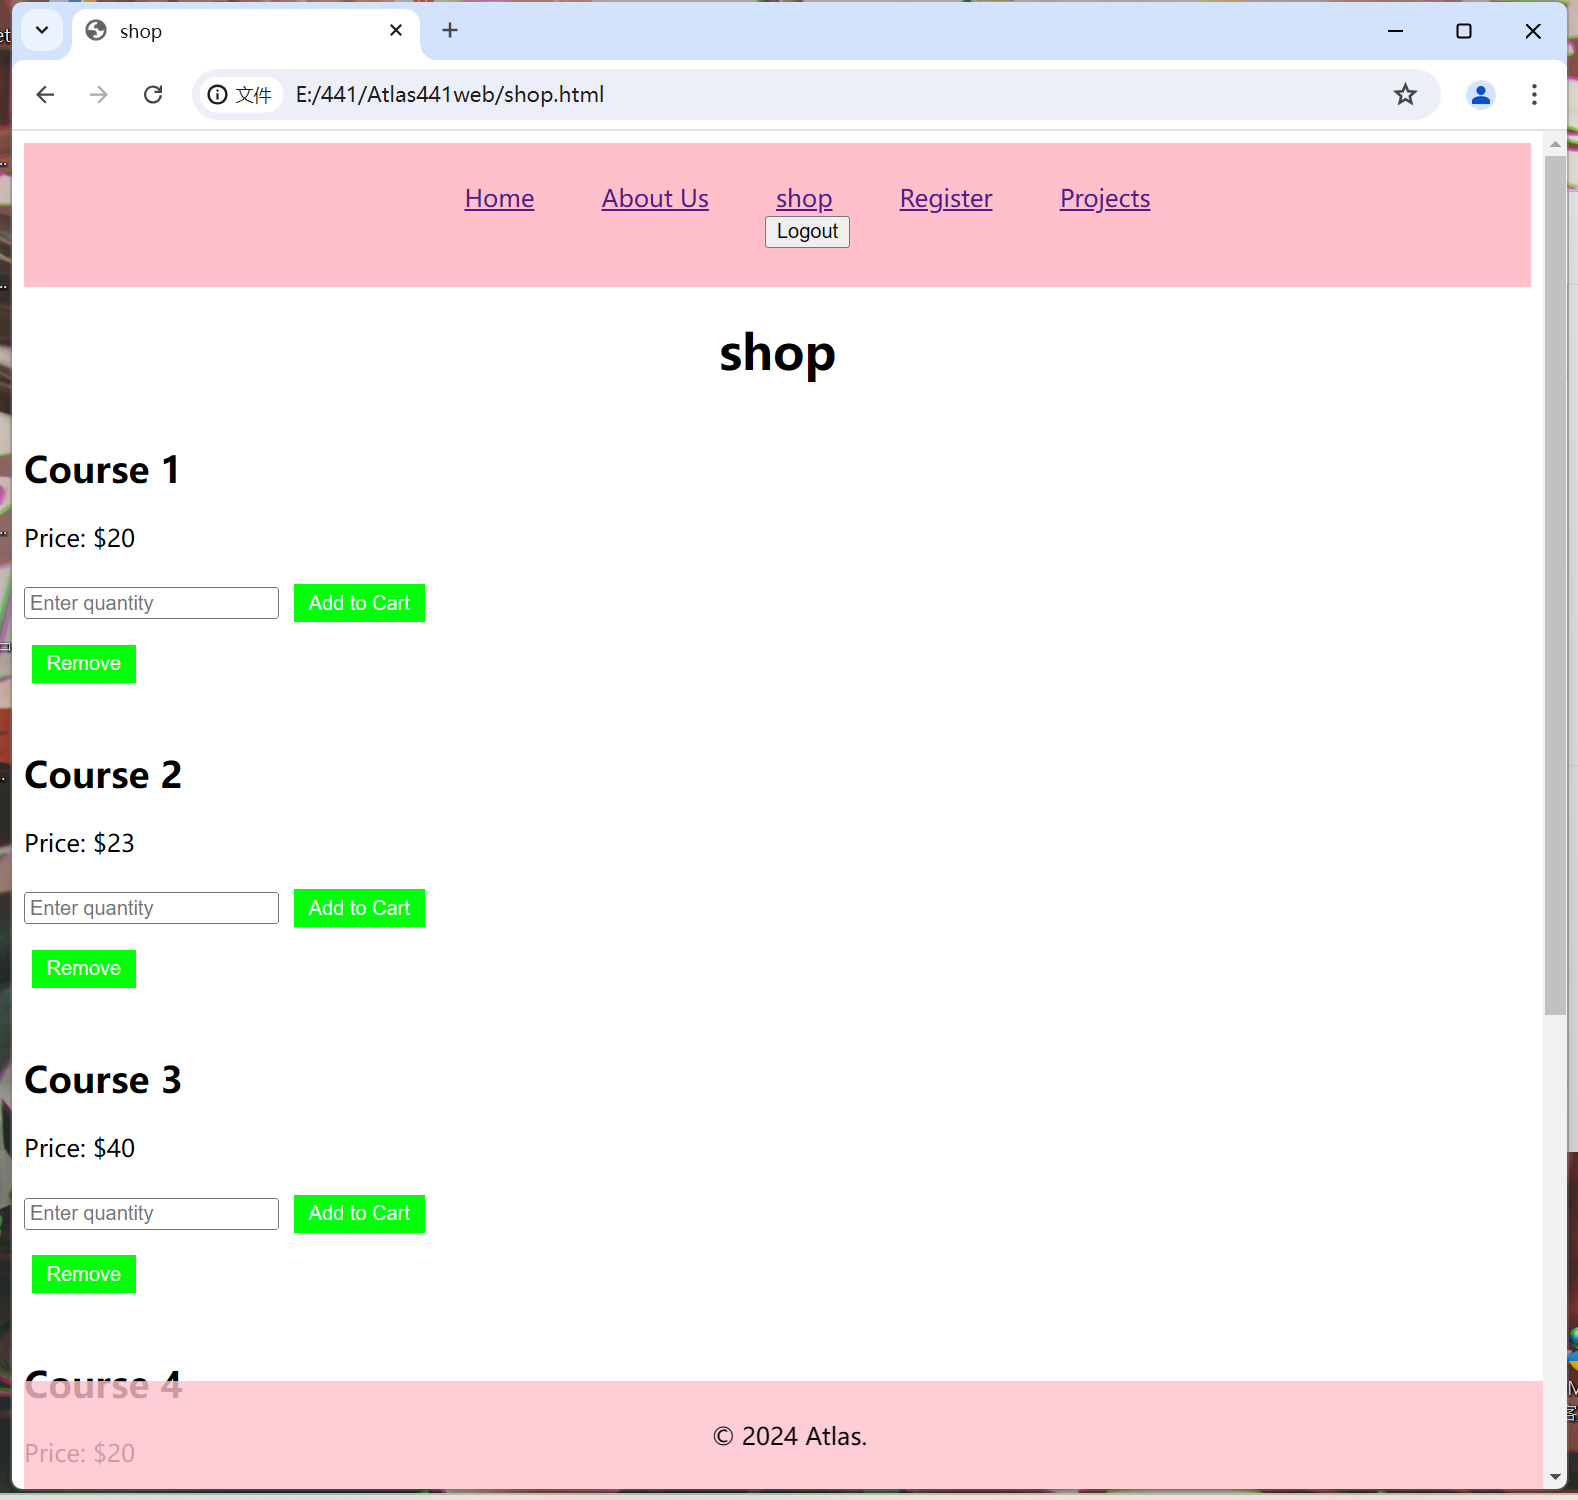 shop
文件 E:/441/Atlas441web/shop.html
Home About Us shop Register Projects
Logout
shop
Course 1
Price: $20
Enter quantity Add to Cart
Remove
Course 2
Price: $23
Enter quantity Add to Cart
Remove
Course 3
Price: $40
Enter quantity Add to Cart
Remove
Course 4
Price: $20
© 2024 Atlas.